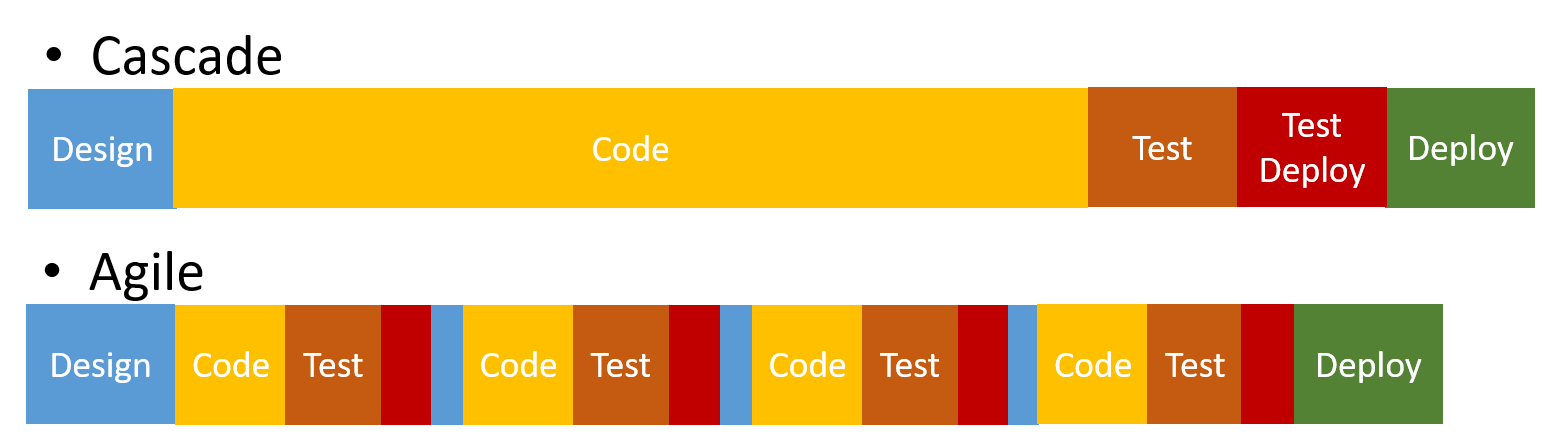 • Cascade
Design Code Test Test Deploy Deploy
• Agile
Design Code Test Code Test Code Test Code Test Deploy